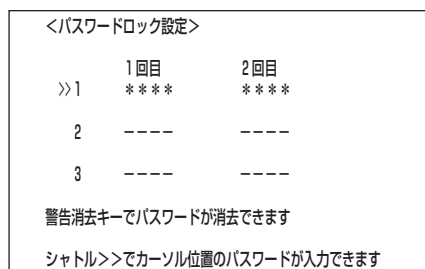 <パスワードロック設定>
1回目 2回目
>>1 **** ****
2 ---- ----
3 ---- ----
警告消去キーでパスワードが消去できます
シャトル>>でカーソル位置のパスワードが入力できます